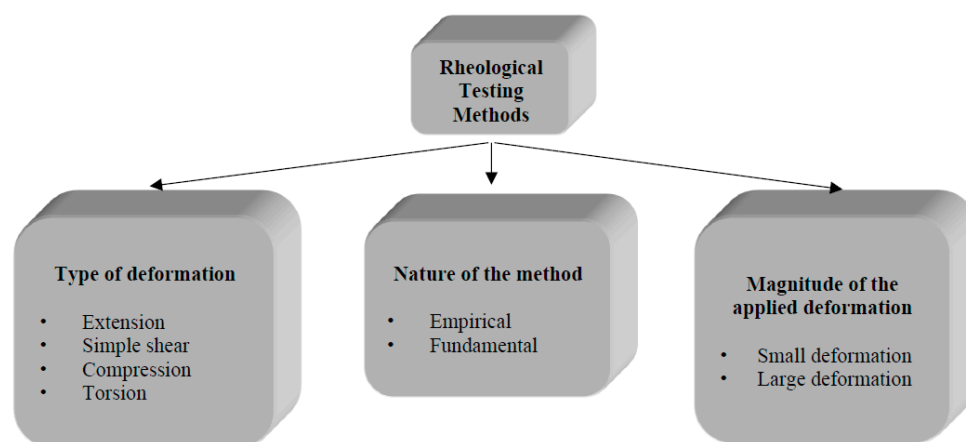 Rheological
Testing
Methods
Type of deformation
• Extension
• Simple shear
• Compression
• Torsion
Nature of the method
• Empirical
• Fundamental
Magnitude of the
applied deformation
• Small deformation
• Large deformation